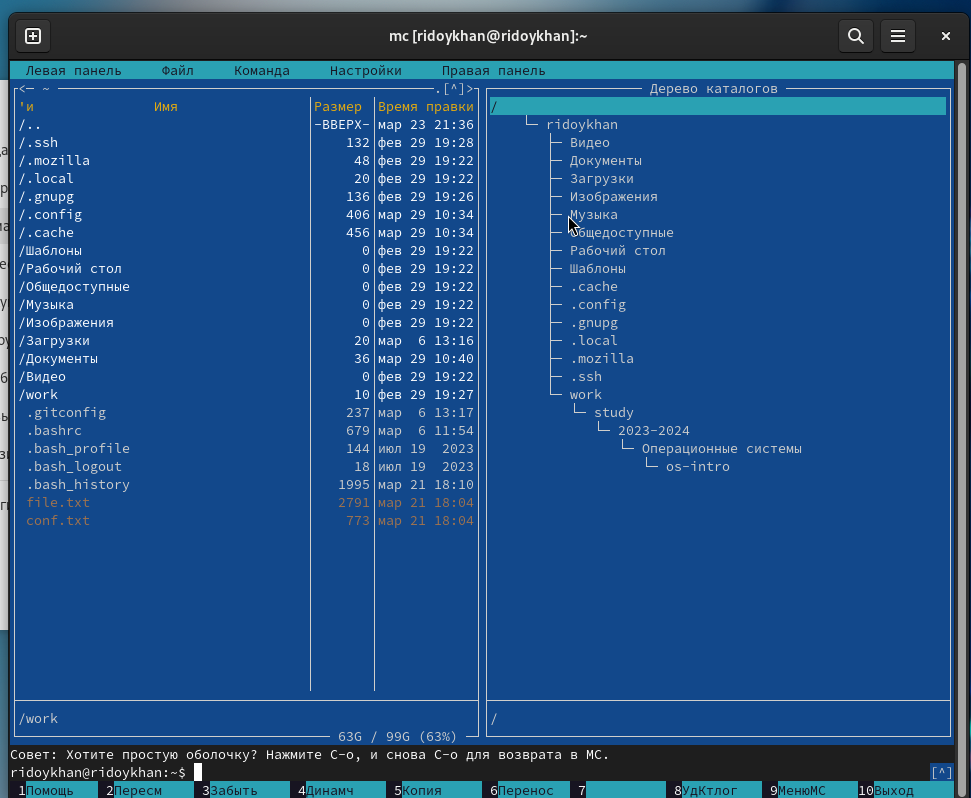 mc [ridoykhan@ridoykhan]:~
Левая панель Файл Команда Настройки Правая панель
<— ~ .[^]>
'и Имя Размер Время правки
/.. -ВВЕРХ- мар 23 21:36
/.ssh 132 фев 29 19:28
/.mozilla 48 фев 29 19:22
/.local 20 фев 29 19:22
/.gnupg 136 фев 29 19:26
/.config 406 мар 29 10:34
/.cache 456 мар 29 10:34
/Шаблоны 0 фев 29 19:22
/Рабочий стол 0 фев 29 19:22
/Общедоступные 0 фев 29 19:22
/Музыка 0 фев 29 19:22
/Изображения 0 фев 29 19:22
/Загрузки 20 мар 6 13:16
/Документы 36 мар 29 10:40
/Видео 0 фев 29 19:22
/work 10 фев 29 19:27
.gitconfig 237 мар 6 13:17
.bashrc 679 мар 6 11:54
.bash_profile 144 июл 19 2023
.bash_logout 18 июл 19 2023
.bash_history 1995 мар 21 18:10
file.txt 2791 мар 21 18:04
conf.txt 773 мар 21 18:04
/work
63G / 99G (63%)
Дерево каталогов
/
ridoykhan
Видео
Документы
Загрузки
Изображения
Музыка
Общедоступные
Рабочий стол
Шаблоны
.cache
.config
.gnupg
.local
.mozilla
.ssh
work
study
2023-2024
Операционные системы
os-intro
/
Совет: Хотите простую оболочку? Нажмите C-o, и снова C-o для возврата в MC.
ridoykhan@ridoykhan:~$ [^]
1Помощь 2Пересм 3Забыть 4Динамч 5Копия 6Перенос 7 8УдКтлог 9МенюМС 10Выход